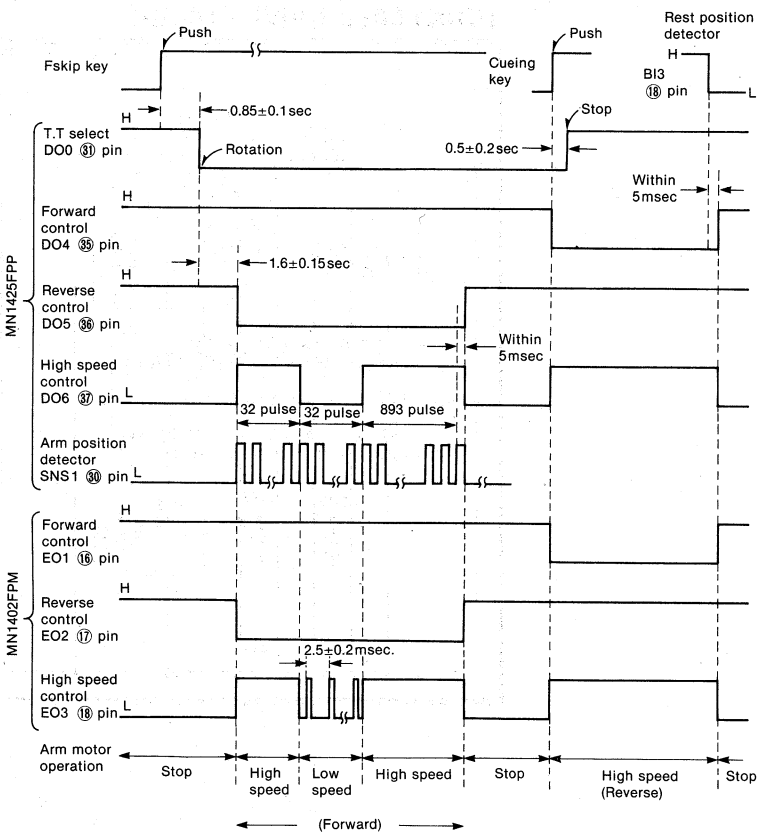 Push
Fskip key
Cueing
key
Push
Rest position
detector
H
BI3
⑱ pin
L
0.85±0.1sec
Stop
MN1425FPP
T.T select
DO0 ㉛ pin
H
Rotation
0.5±0.2sec
Within
5msec
Forward
control
DO4 ㉟ pin
H
1.6±0.15sec
Reverse
control
DO5 ㊱ pin
H
Within
5msec
High speed
control
DO6 ㊲ pin
L
32 pulse
32 pulse
893 pulse
Arm position
detector
SNS1 ㉚ pin
L
MN1402FPM
Forward
control
EO1 ⑯ pin
H
Reverse
control
EO2 ⑰ pin
H
2.5±0.2msec.
High speed
control
EO3 ⑱ pin
L
Arm motor
operation
Stop
High
speed
Low
speed
High speed
Stop
High speed
(Reverse)
Stop
(Forward)